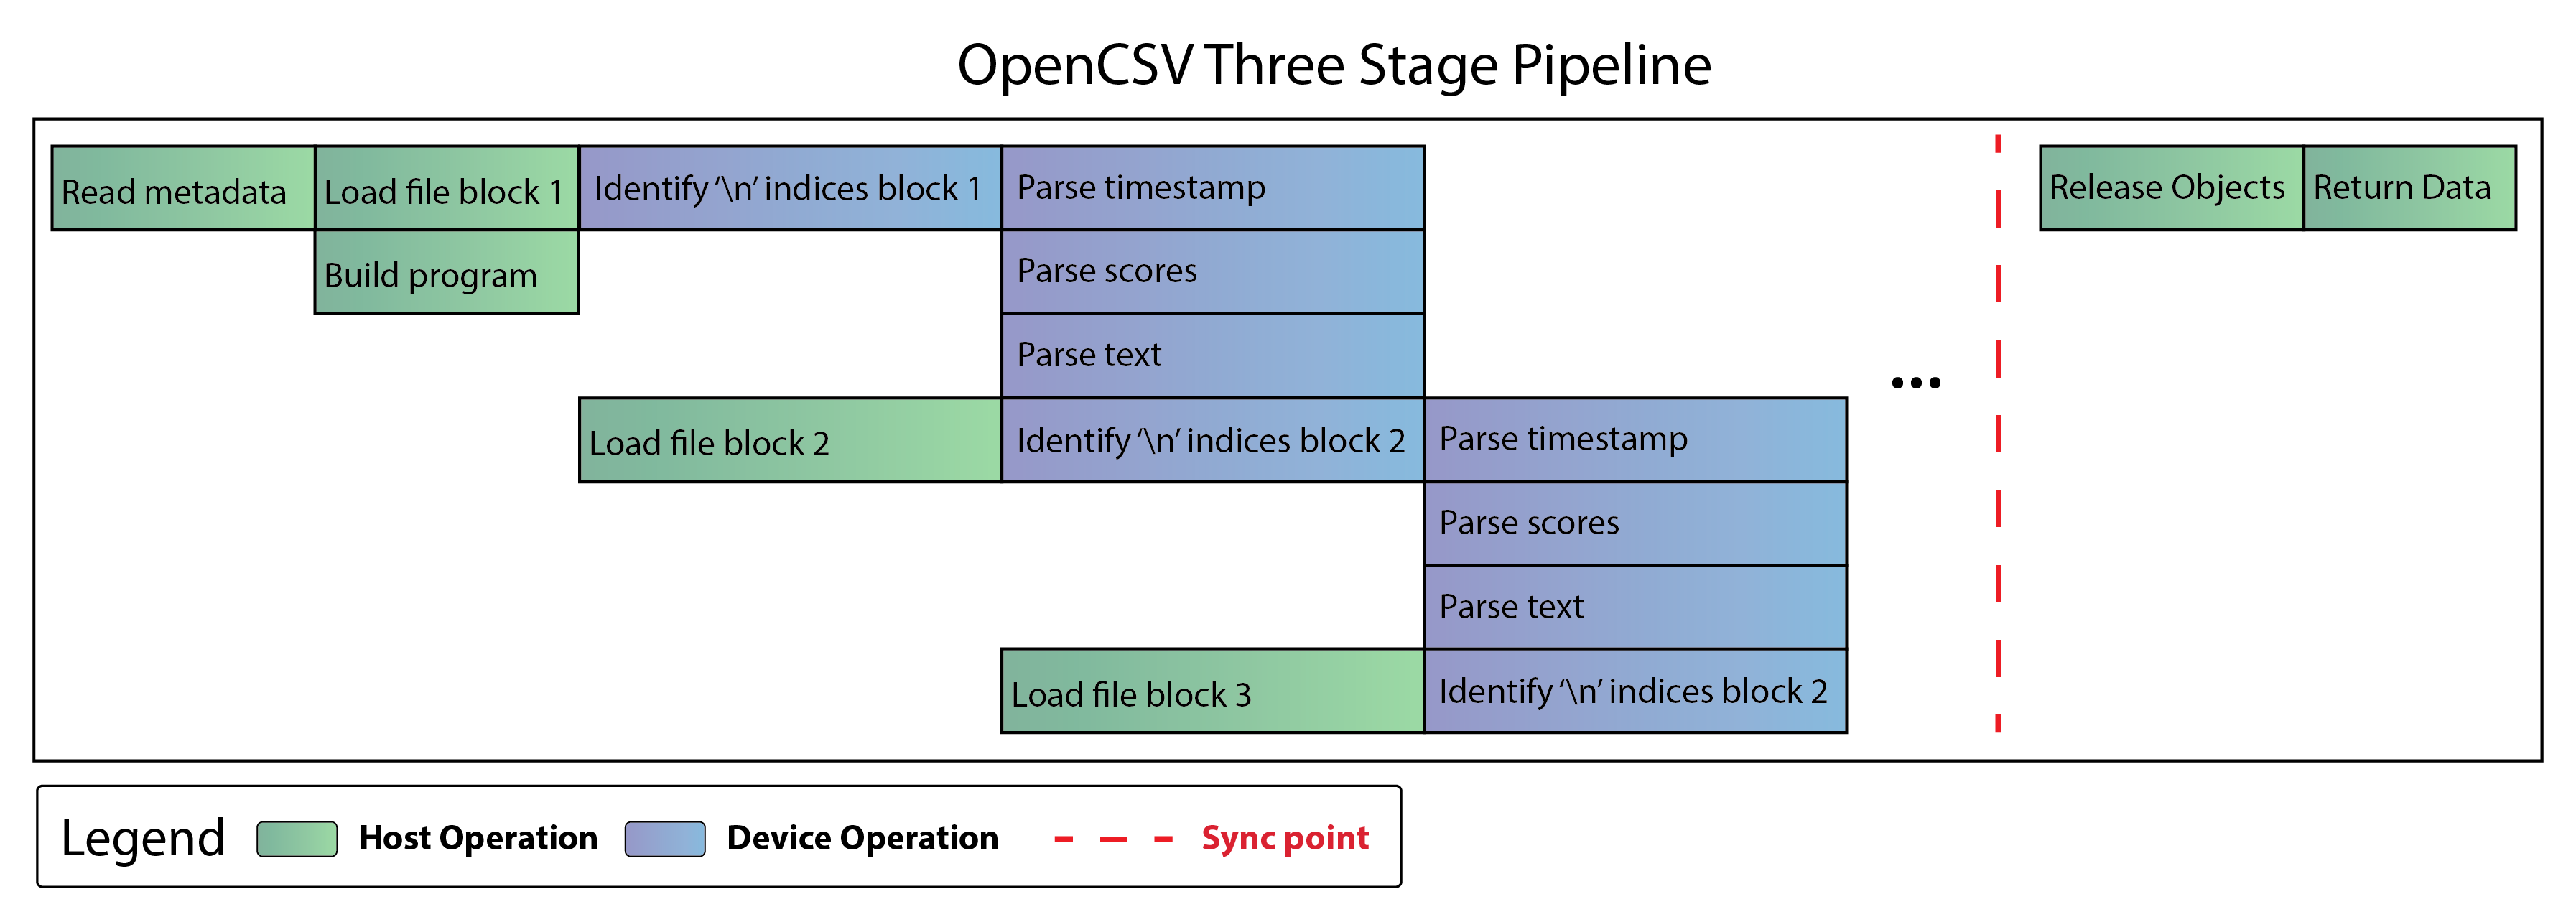 OpenCSV Three Stage Pipeline
Read metadata
Load file block 1
Identify ‘\n’ indices block 1
Parse timestamp
Release Objects
Return Data
Build program
Parse scores
Parse text
...
Load file block 2
Identify ‘\n’ indices block 2
Parse timestamp
Parse scores
Parse text
Load file block 3
Identify ‘\n’ indices block 2
Legend
Host Operation
Device Operation
Sync point